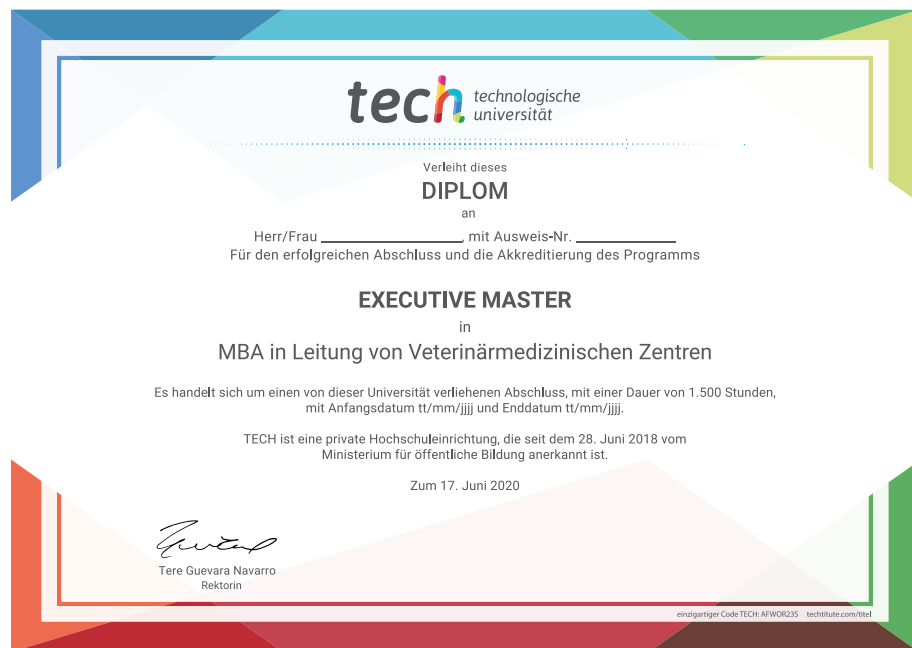 tech technologische
universität
Verleiht dieses
DIPLOM
an
Herr/Frau ____________________, mit Ausweis-Nr. __________________
Für den erfolgreichen Abschluss und die Akkreditierung des Programms
EXECUTIVE MASTER
in
MBA in Leitung von Veterinärmedizinischen Zentren
Es handelt sich um einen von dieser Universität verliehenen Abschluss, mit einer Dauer von 1.500 Stunden,
mit Anfangsdatum tt/mm/jjjj und Enddatum tt/mm/jjjj.
TECH ist eine private Hochschuleinrichtung, die seit dem 28. Juni 2018 vom
Ministerium für öffentliche Bildung anerkannt ist.
Zum 17. Juni 2020
Tere Guevara Navarro
Rektorin
einzigartiger Code TECH: AFWOR23S techtitute.com/titel